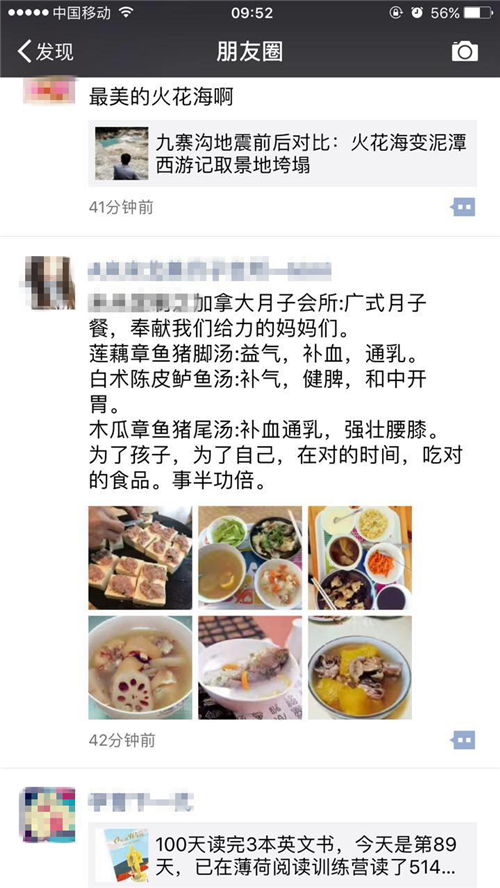 中国移动
09:52
56%
发现
朋友圈
最美的火花海啊
九寨沟地震前后对比：火花海变泥潭
西游记取景地垮塌
41分钟前
加拿大月子会所:广式月子
餐，奉献我们给力的妈妈们。
莲藕章鱼猪脚汤:益气，补血，通乳。
白术陈皮鲈鱼汤:补气，健脾，和中开
胃。
木瓜章鱼猪尾汤:补血通乳，强壮腰膝。
为了孩子，为了自己，在对的时间，吃对
的食品。事半功倍。
42分钟前
100天读完3本英文书，今天是第89
天，已在薄荷阅读训练营读了514...